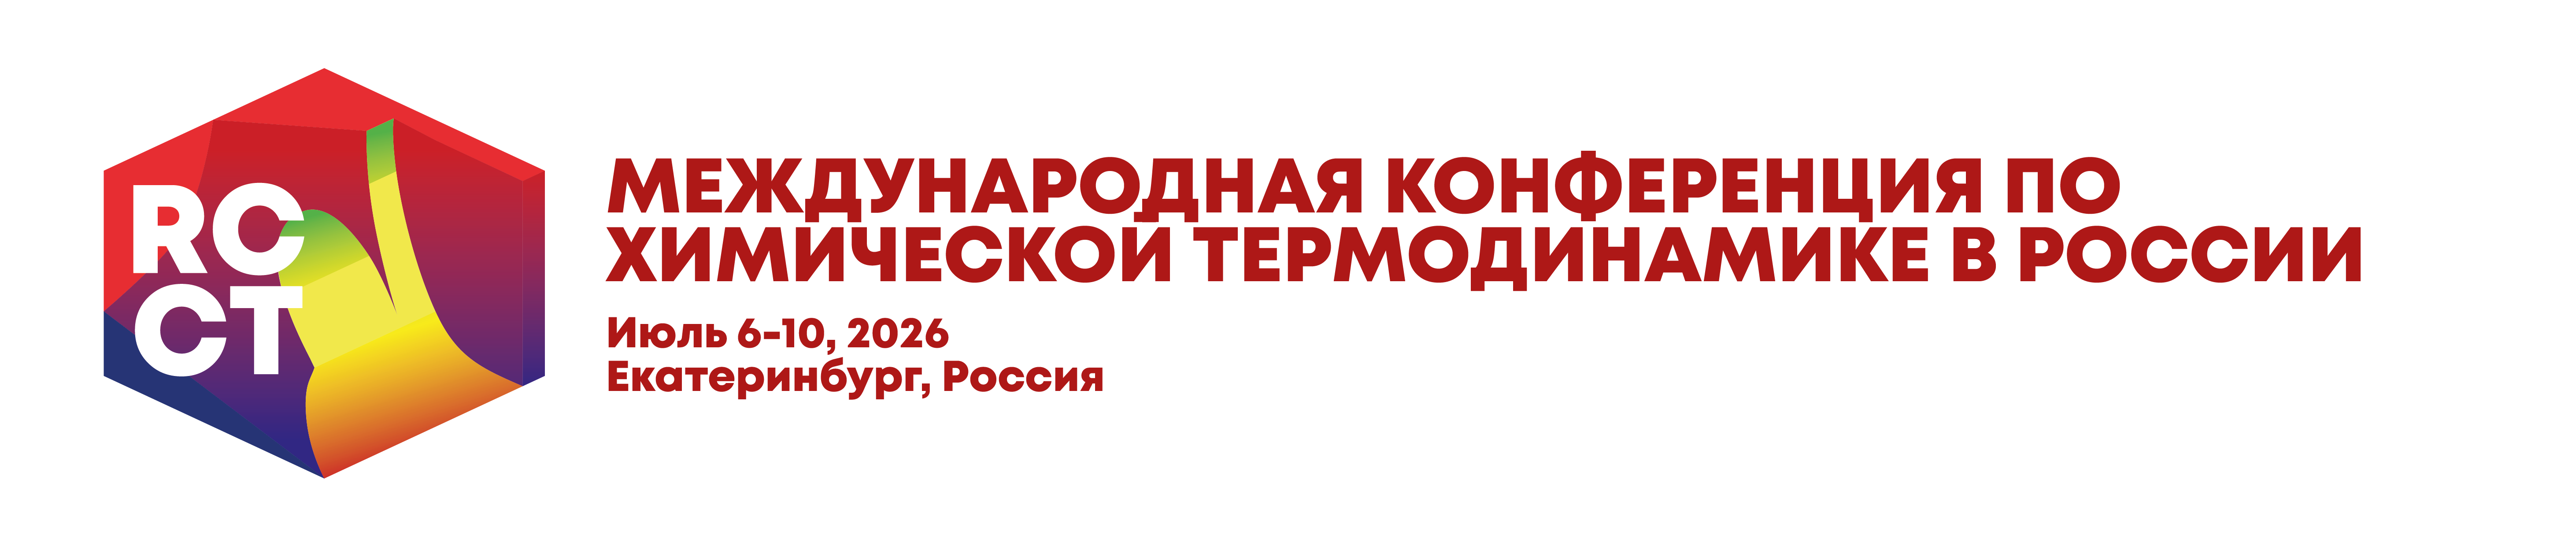 RC
CT
МЕЖДУНАРОДНАЯ КОНФЕРЕНЦИЯ ПО
ХИМИЧЕСКОЙ ТЕРМОДИНАМИКЕ В РОССИИ
Июль 6-10, 2026
Екатеринбург, Россия